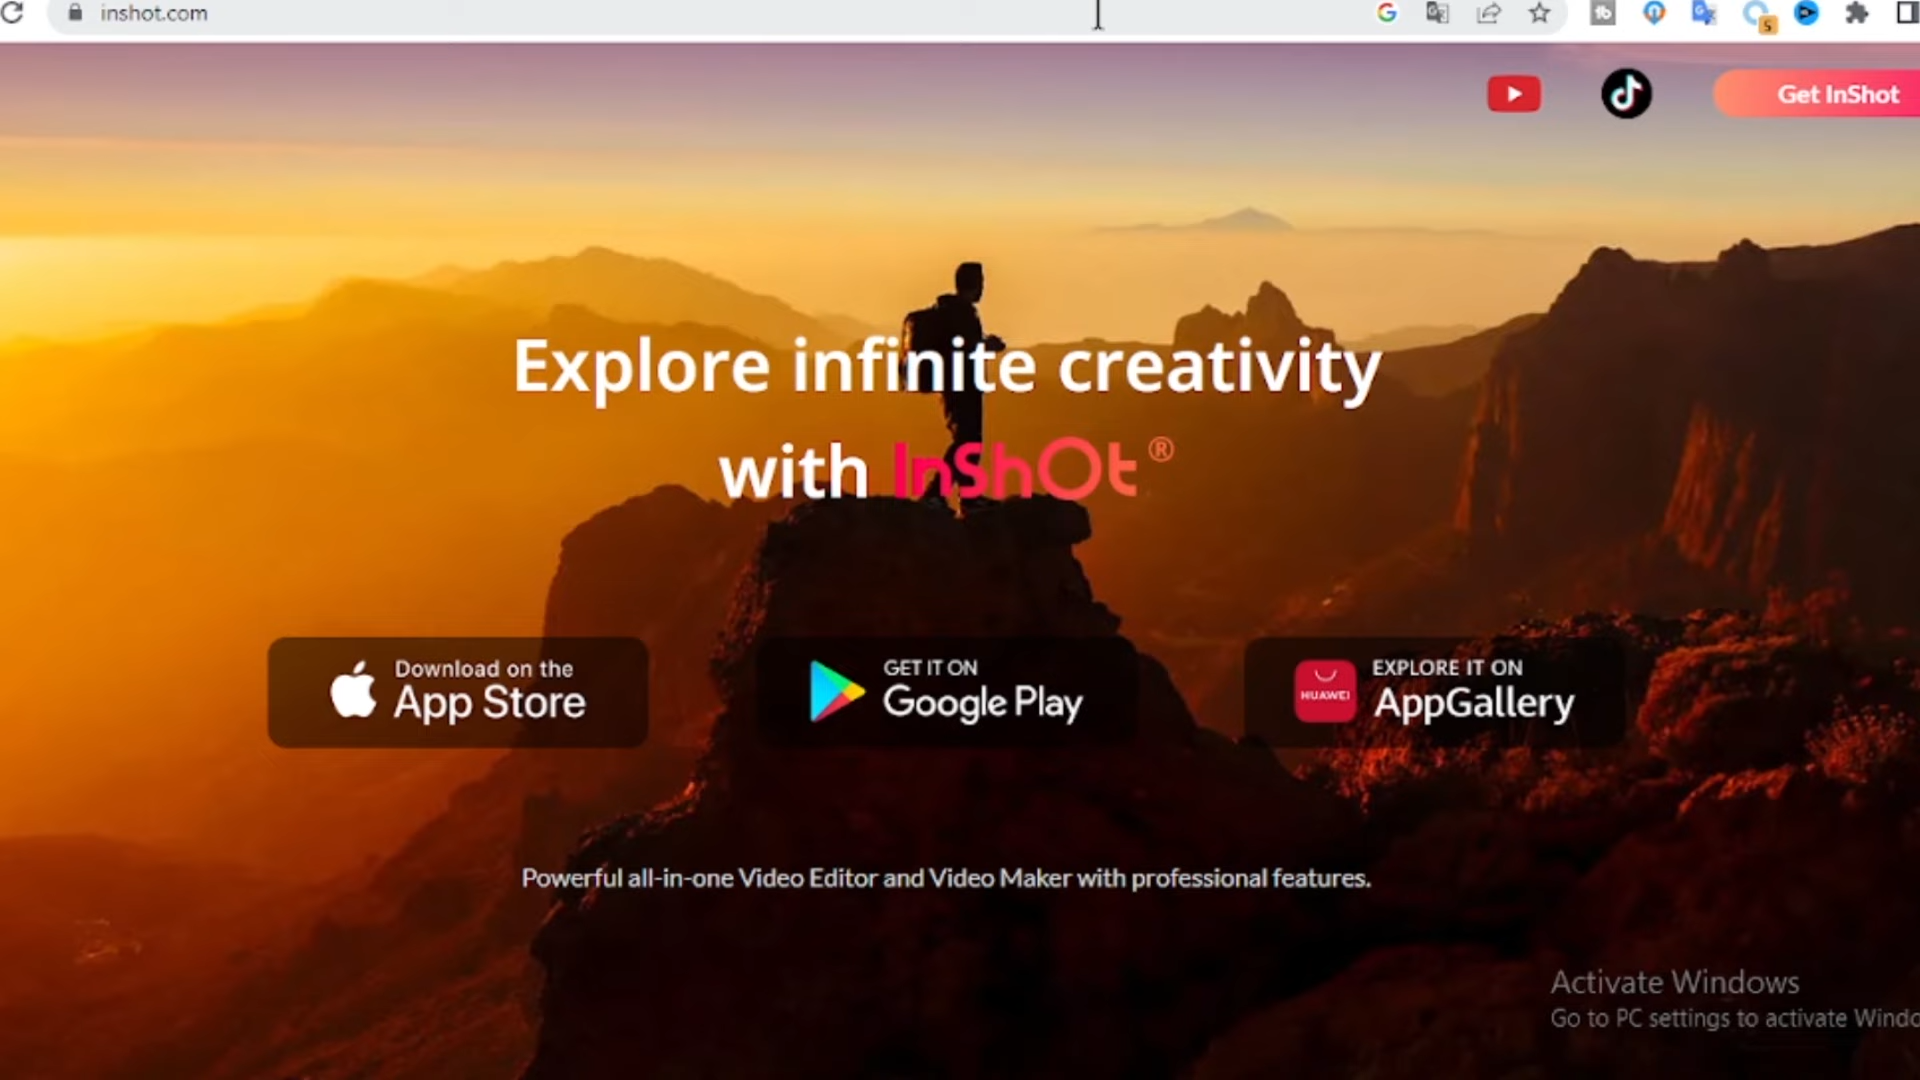 inshot.com
Get InShot
Explore infinite creativity
with InShOt®
Download on the
App Store
GET IT ON
Google Play
HUAWEI
EXPLORE IT ON
AppGallery
Powerful all-in-one Video Editor and Video Maker with professional features.
Activate Windows
Go to PC settings to activate Windo